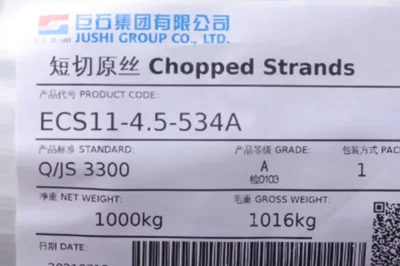 巨石集团有限公司
JUSHI GROUP CO., LTD.
短切原丝 Chopped Strands
产品代号 PRODUCT CODE:
ECS11-4.5-534A
产品标准 STANDARD: 产品等级 GRADE: 包装方式 PAC
Q/JS 3300 A 1
检0103
净重 NET WEIGHT: 毛重 GROSS WEIGHT:
1000kg 1016kg
日期 DATE: